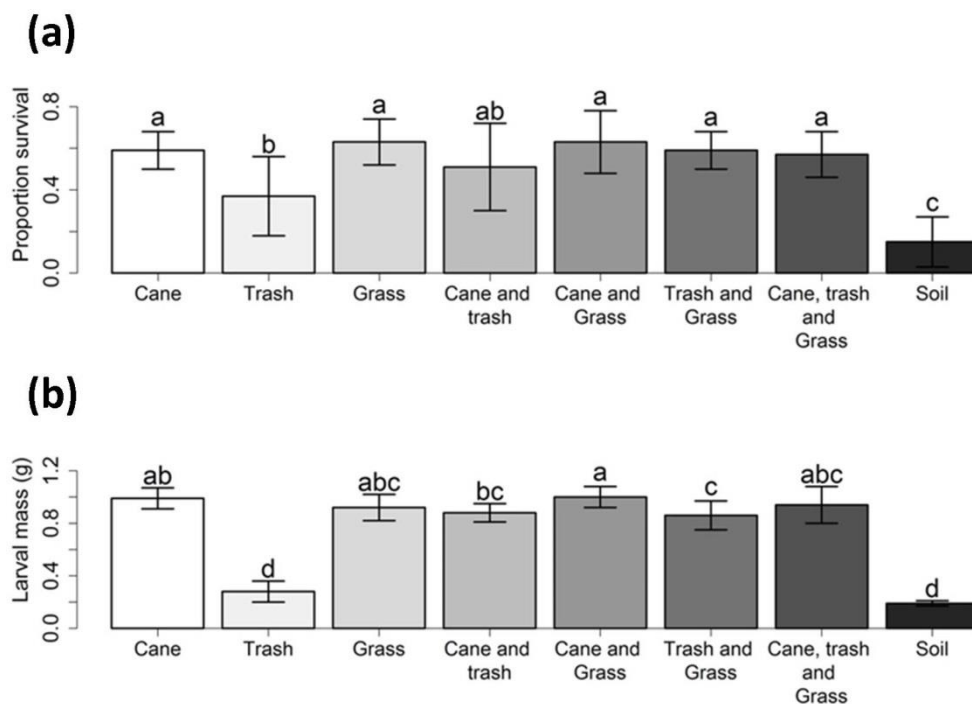 (a)
Proportion survival
0.0 0.4 0.8
a b a ab a a a c
Cane Trash Grass Cane and Cane and Trash and Cane, trash Soil
trash Grass Grass and
Grass
(b)
Larval mass (g)
0.0 0.4 0.8 1.2
ab d abc bc a c abc d
Cane Trash Grass Cane and Cane and Trash and Cane, trash Soil
trash Grass Grass and
Grass